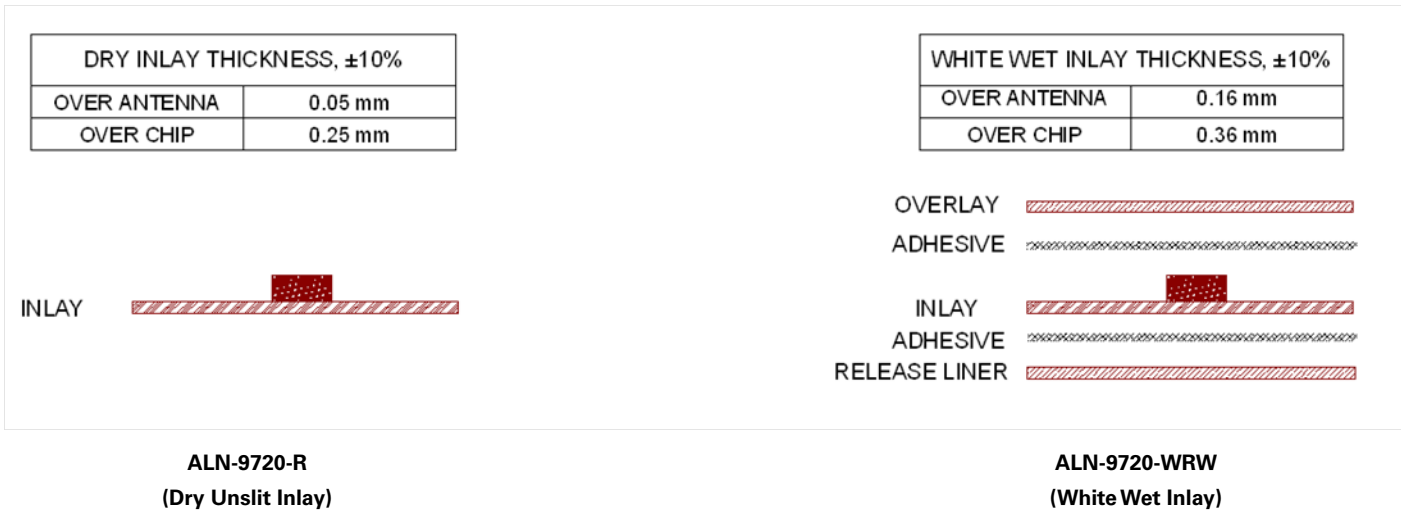 DRY INLAY THICKNESS, ±10%
OVER ANTENNA 0.05 mm
OVER CHIP 0.25 mm
INLAY
ALN-9720-R
(Dry Unslit Inlay)
WHITE WET INLAY THICKNESS, ±10%
OVER ANTENNA 0.16 mm
OVER CHIP 0.36 mm
OVERLAY
ADHESIVE
INLAY
ADHESIVE
RELEASE LINER
ALN-9720-WRW
(White Wet Inlay)